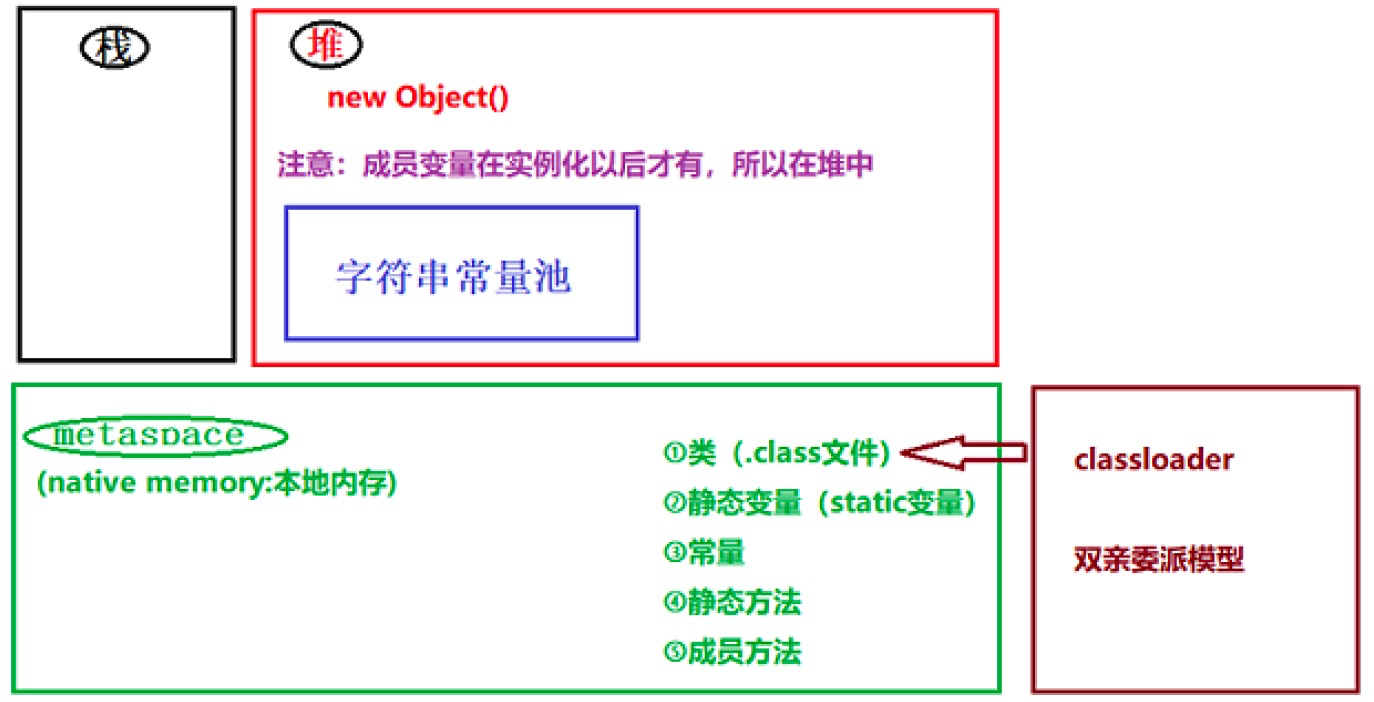 栈
堆
new Object()
注意：成员变量在实例化以后才有，所以在堆中
字符串常量池
metaspace
(native memory:本地内存)
①类（.class文件）
②静态变量（static变量）
③常量
④静态方法
⑤成员方法
classloader
双亲委派模型